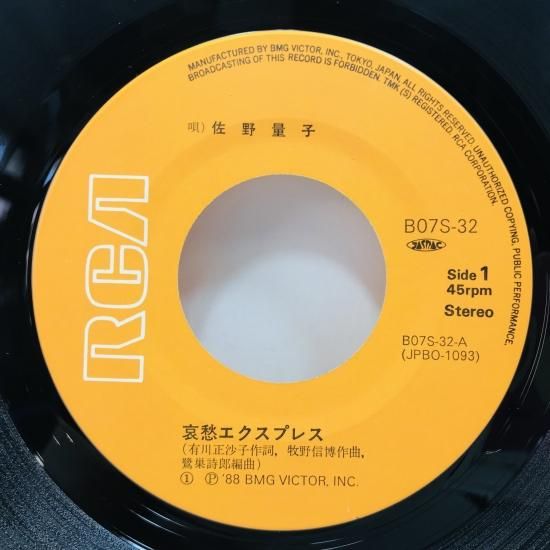 MANUFACTURED BY BMG VICTOR, INC., TOKYO, JAPAN. ALL RIGHTS RESERVED. UNAUTHORIZED COPYING, PUBLIC PERFORMANCE,
BROADCASTING OF THIS RECORD IS FORBIDDEN. TMK (S) REGISTERED. RCA CORPORATION.
唄) 佐野量子
RCA
B07S-32
JASRAC
Side 1
45rpm
Stereo
B07S-32-A
(JPBO-1093)
哀愁エクスプレス
(有川正沙子作詞, 牧野信博作曲,
鷺巣詩郎編曲)
① Ⓟ '88 BMG VICTOR, INC.